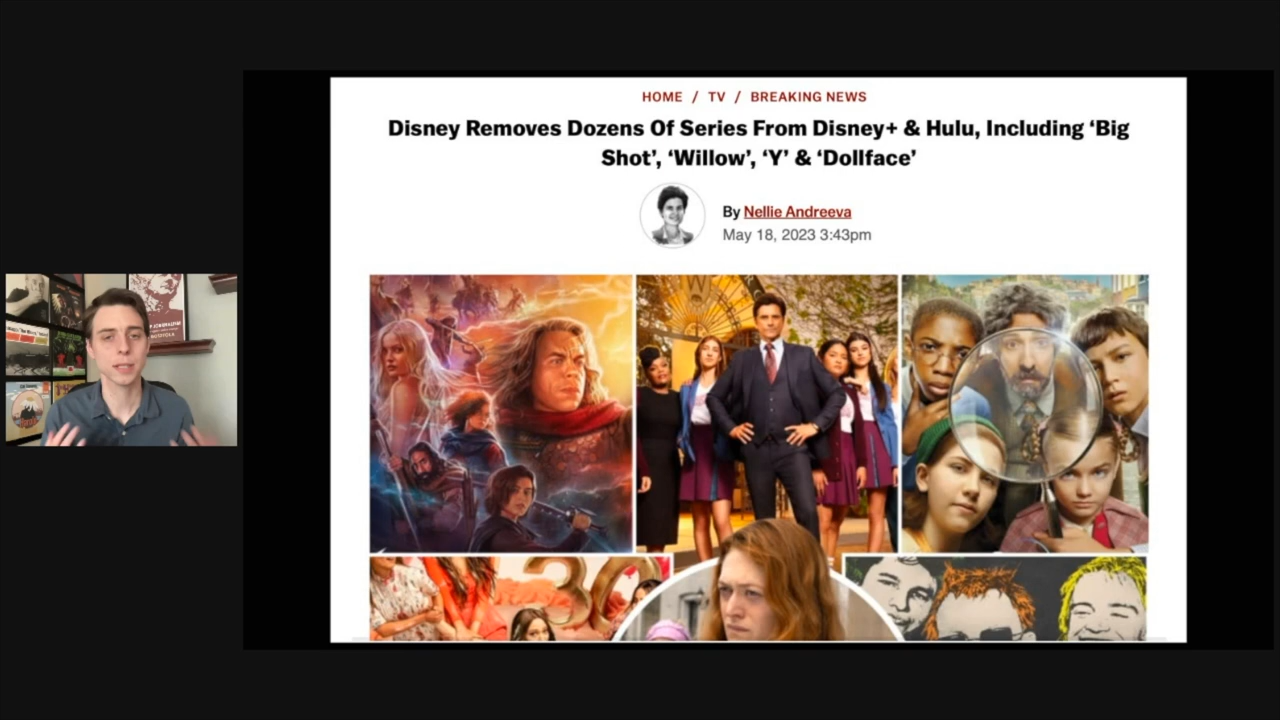 HOME / TV / BREAKING NEWS
Disney Removes Dozens Of Series From Disney+ & Hulu, Including ‘Big
Shot’, ‘Willow’, ‘Y’ & ‘Dollface’
By Nellie Andreeva
May 18, 2023 3:43pm
30